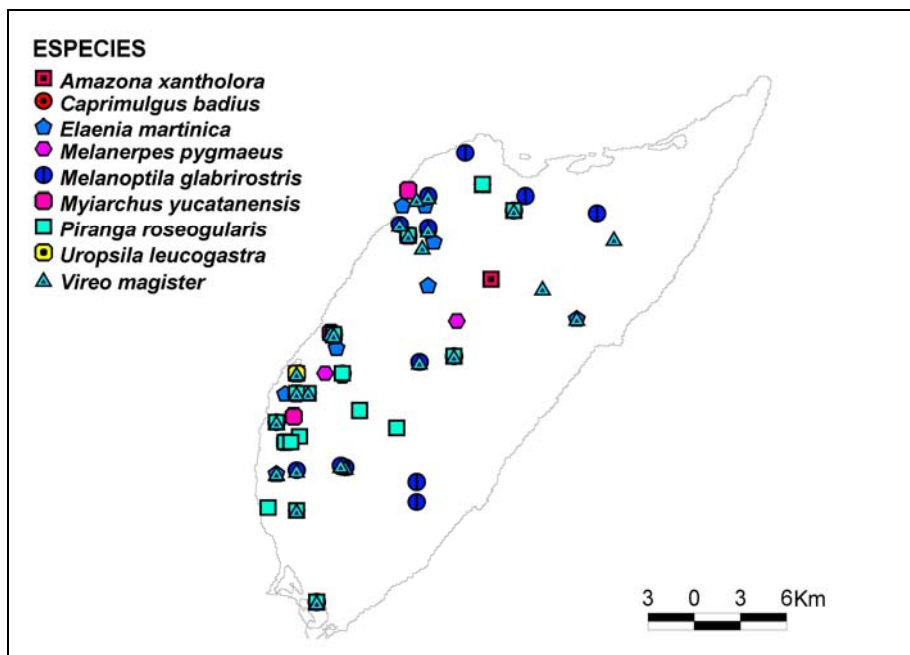 ESPECIES
Amazona xantholora
Caprimulgus badius
Elaenia martinica
Melanerpes pygmaeus
Melanoptila glabrirostris
Myiarchus yucatanensis
Piranga roseogularis
Uropsila leucogastra
Vireo magister
3 0 3 6Km